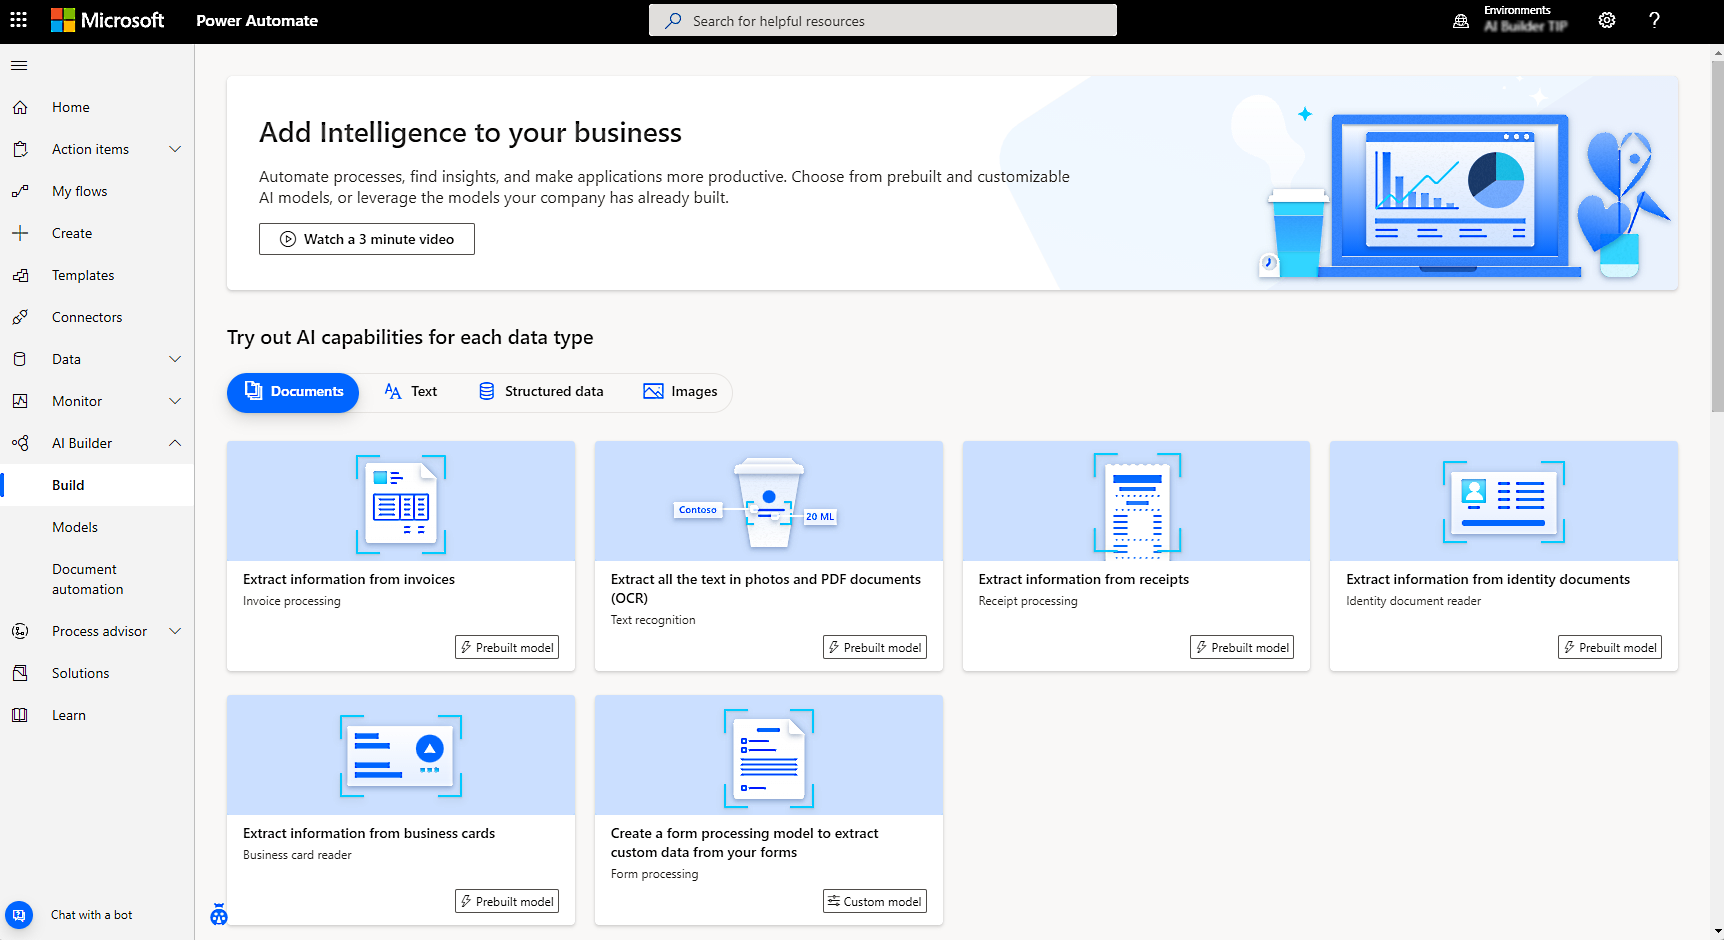 Microsoft
Power Automate
Search for helpful resources
Environments
AI Builder TIP
?
Home
Action items
My flows
Create
Templates
Connectors
Data
Monitor
AI Builder
Build
Models
Document
automation
Process advisor
Solutions
Learn
Chat with a bot
Add Intelligence to your business
Automate processes, find insights, and make applications more productive. Choose from prebuilt and customizable
AI models, or leverage the models your company has already built.
Watch a 3 minute video
Try out AI capabilities for each data type
Documents
Text
Structured data
Images
Extract information from invoices
Invoice processing
Prebuilt model
Contoso
20 ML
Extract all the text in photos and PDF documents
(OCR)
Text recognition
Prebuilt model
Extract information from receipts
Receipt processing
Prebuilt model
Extract information from identity documents
Identity document reader
Prebuilt model
Extract information from business cards
Business card reader
Prebuilt model
Create a form processing model to extract
custom data from your forms
Form processing
Custom model